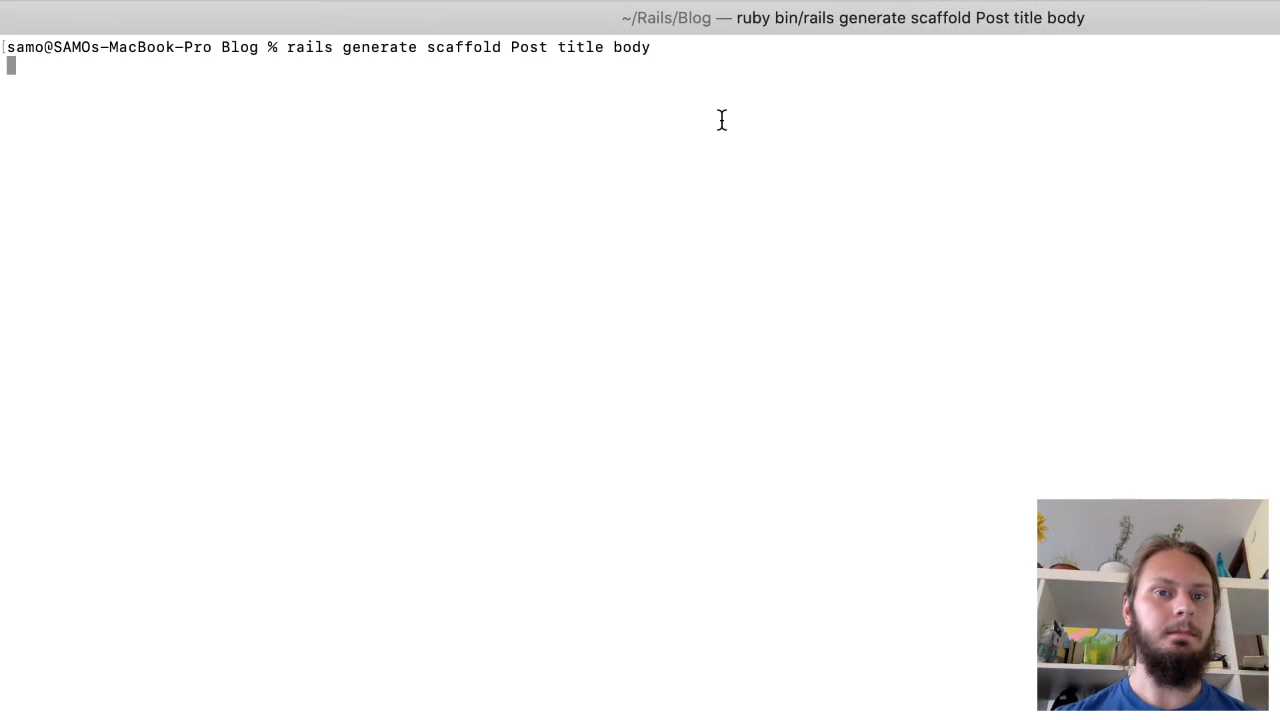 ~/Rails/Blog — ruby bin/rails generate scaffold Post title body
[samo@SAMOs-MacBook-Pro Blog % rails generate scaffold Post title body